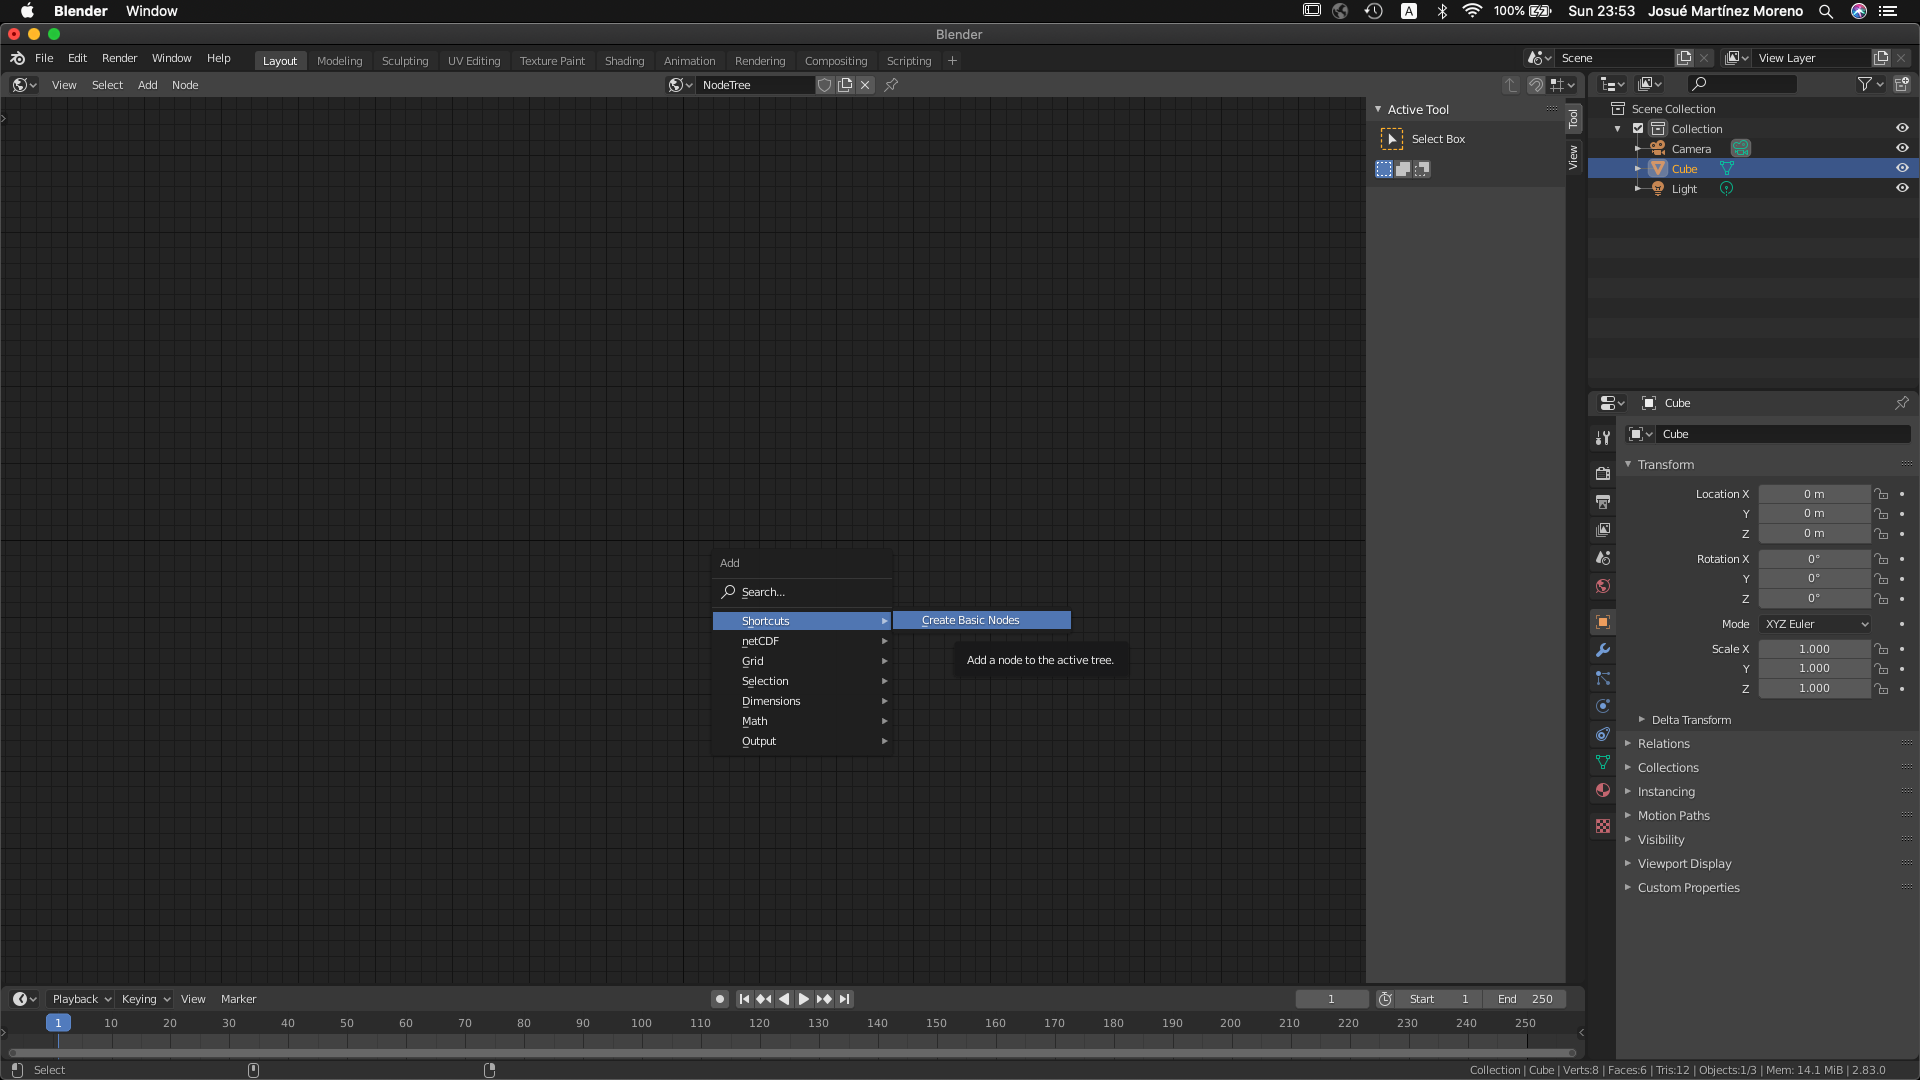 Blender Window 100% Sun 23:53 Josué Martínez Moreno
Blender
File Edit Render Window Help Layout Modeling Sculpting UV Editing Texture Paint Shading Animation Rendering Compositing Scripting + Scene View Layer
View Select Add Node NodeTree
Active Tool
Select Box
Tool
View
Scene Collection
Collection
Camera
Cube
Light
Add
Search...
Shortcuts
Create Basic Nodes
netCDF
Add a node to the active tree.
Grid
Selection
Dimensions
Math
Output
Cube
Cube
Transform
Location X 0 m
Y 0 m
Z 0 m
Rotation X 0°
Y 0°
Z 0°
Mode XYZ Euler
Scale X 1.000
Y 1.000
Z 1.000
Delta Transform
Relations
Collections
Instancing
Motion Paths
Visibility
Viewport Display
Custom Properties
Playback Keying View Marker 1 Start 1 End 250
1 10 20 30 40 50 60 70 80 90 100 110 120 130 140 150 160 170 180 190 200 210 220 230 240 250
Select Collection | Cube | Verts:8 | Faces:6 | Tris:12 | Objects:1/3 | Mem: 14.1 MiB | 2.83.0